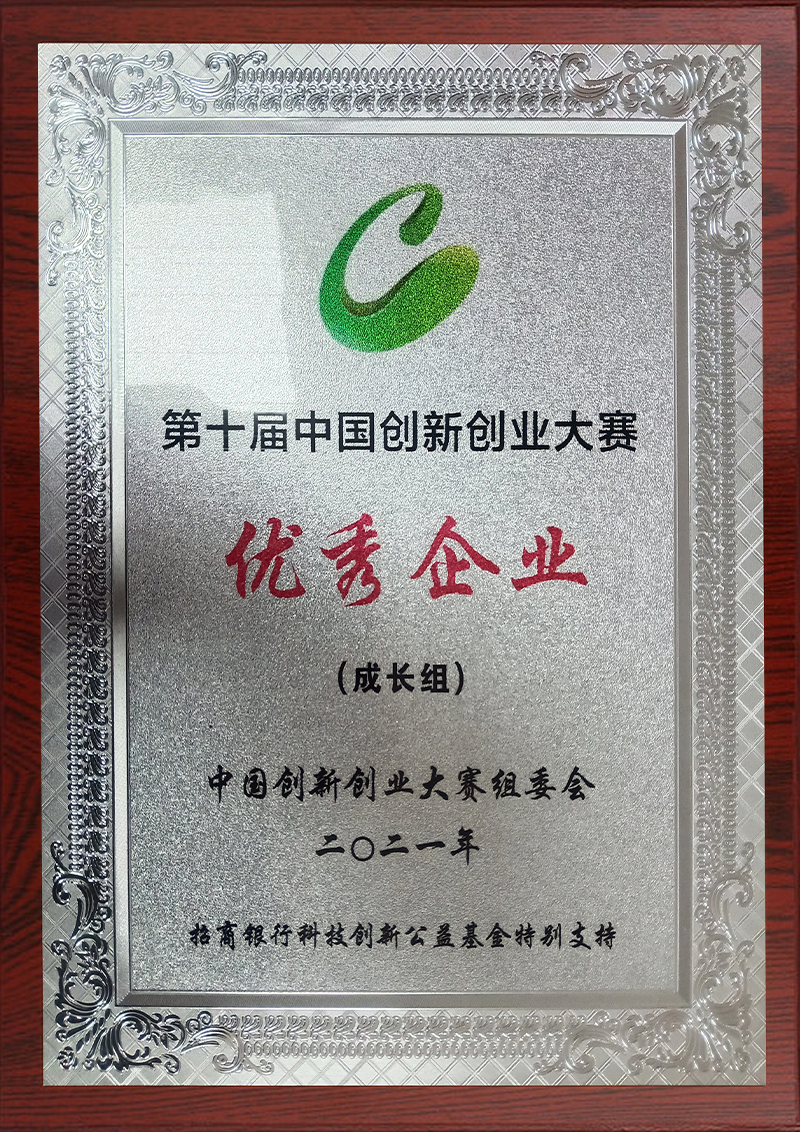 第十届中国创新创业大赛
优秀企业
（成长组）
中国创新创业大赛组委会
二〇二一年
招商银行科技创新公益基金特别支持